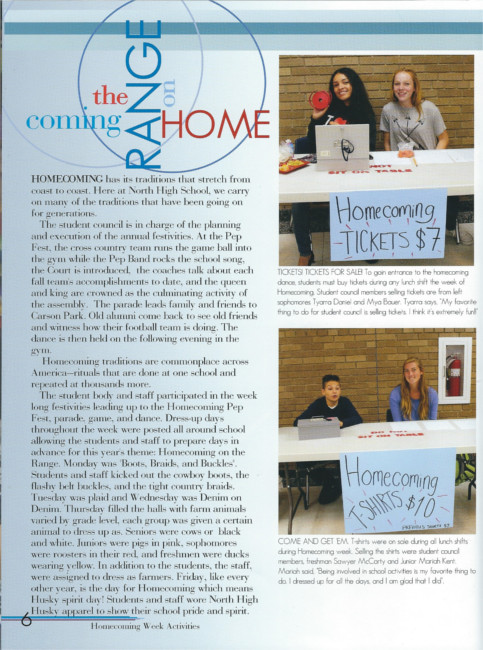 the
coming
RANGE
on
HOME
HOMECOMING has its traditions that stretch from
coast to coast. Here at North High School, we carry
on many of the traditions that have been going on
for generations.
The student council is in charge of the planning
and execution of the annual festivities. At the Pep
Fest, the cross country team runs the game ball into
the gym while the Pep Band rocks the school song,
the Court is introduced, the coaches talk about each
fall team's accomplishments to date, and the queen
and king are crowned as the culminating activity of
the assembly. The parade leads family and friends to
Carson Park. Old alumni come back to see old friends
and witness how their football team is doing. The
dance is then held on the following evening in the
gym.
Homecoming traditions are commonplace across
America—rituals that are done at one school and
repeated at thousands more.
The student body and staff participated in the week
long festivities leading up to the Homecoming Pep
Fest, parade, game, and dance. Dress-up days
throughout the week were posted all around school
allowing the students and staff to prepare days in
advance for this year's theme: Homecoming on the
Range. Monday was 'Boots, Braids, and Buckles'.
Students and staff kicked out the cowboy boots, the
flashy belt buckles, and the tight country braids.
Tuesday was plaid and Wednesday was Denim on
Denim. Thursday filled the halls with farm animals
varied by grade level, each group was given a certain
animal to dress up as. Seniors were cows or black
and white. Juniors were pigs in pink, sophomores
were roosters in their red, and freshmen were ducks
wearing yellow. In addition to the students, the staff,
were assigned to dress as farmers. Friday, like every
other year, is the day for Homecoming which means
Husky spirit day! Students and staff wore North High
Husky apparel to show their school pride and spirit.
6
Homecoming Week Activities
NOT
SIT ON TABLE
Homecoming
TICKETS $7
TICKETS! TICKETS FOR SALE! To gain entrance to the homecoming
dance, students must buy tickets during any lunch shift the week of
Homecoming. Student council members selling tickets are from left
sophomores Tyarra Daniel and Mya Bauer. Tyarra says, "My favorite
thing to do for student council is selling tickets. I think it's extremely fun!"
SIT ON TABLE
Homecoming
T-SHIRTS $10
COME AND GET 'EM. T-shirts were on sale during all lunch shifts
during Homecoming week. Selling the shirts were student council
members, freshman Sawyer McCarty and Junior Mariah Kent.
Mariah said, "Being involved in school activities is my favorite thing to
do. I dressed up for all the days, and I am glad that I did".